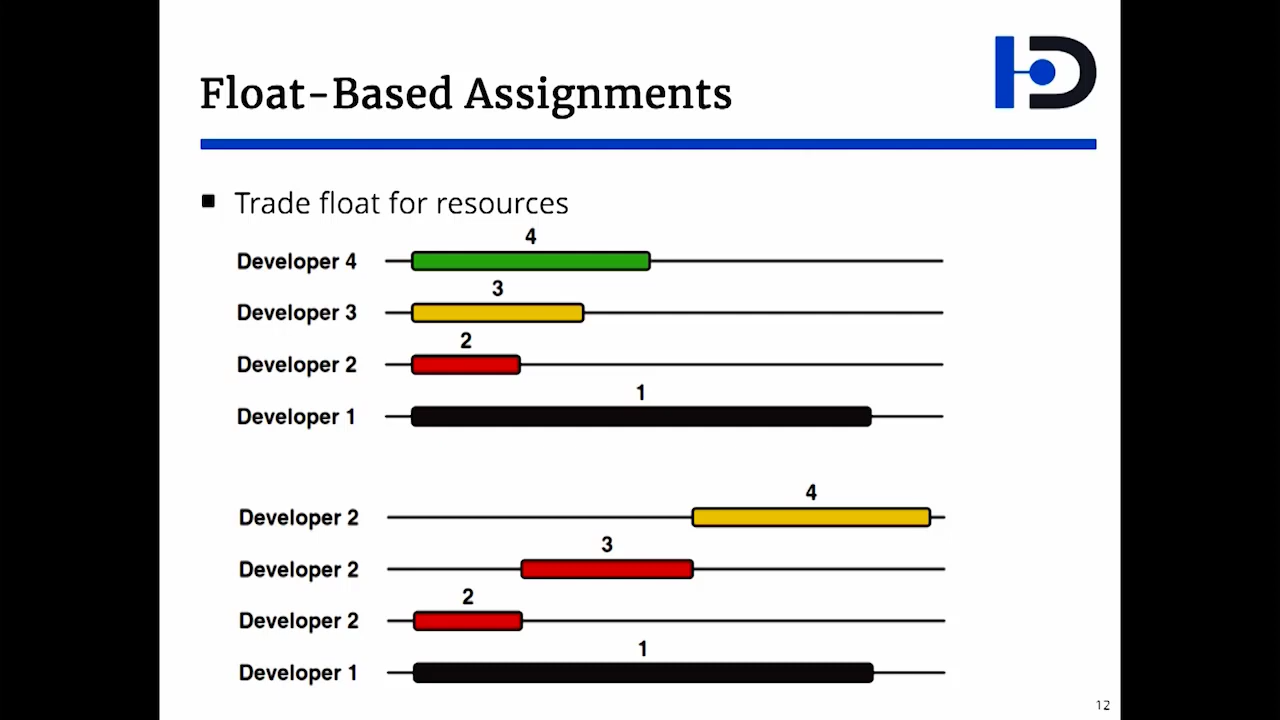 Float-Based Assignments
Trade float for resources
4
Developer 4
3
Developer 3
2
Developer 2
1
Developer 1
4
Developer 2
3
Developer 2
2
Developer 2
1
Developer 1
12